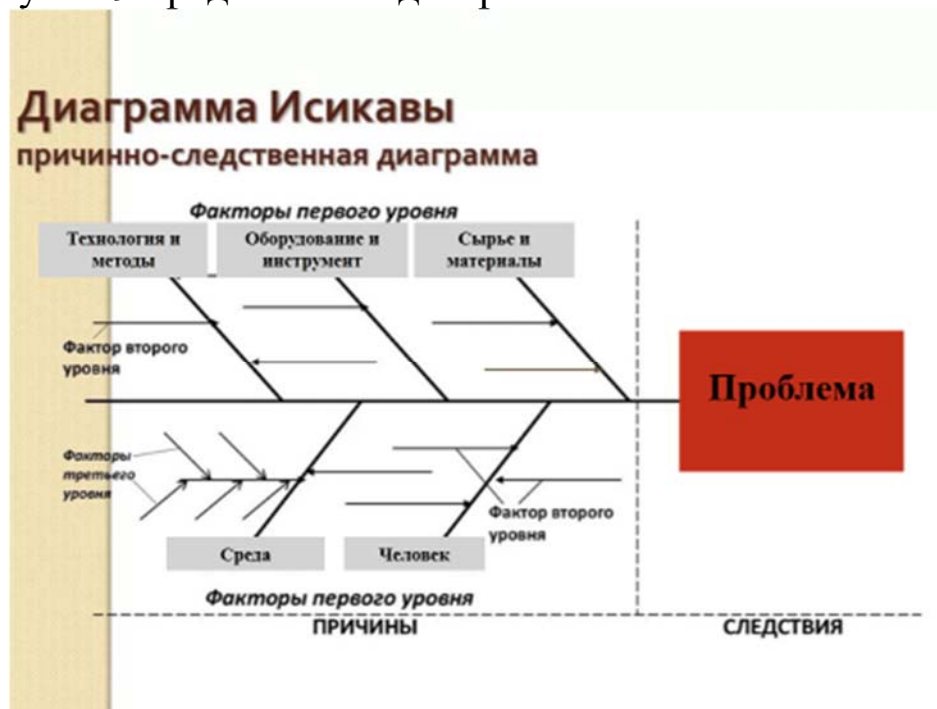 Диаграмма Исикавы
причинно-следственная диаграмма
Факторы первого уровня
Технология и
методы
Оборудование и
инструмент
Сырье и
материалы
Фактор второго
уровня
Проблема
Факторы
третьего
уровня
Фактор второго
уровня
Среда
Человек
Факторы первого уровня
ПРИЧИНЫ
СЛЕДСТВИЯ